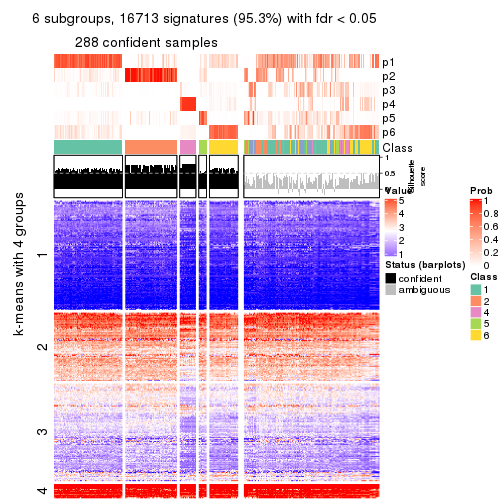 6 subgroups, 16713 signatures (95.3%) with fdr < 0.05
288 confident samples
p1
p2
p3
p4
p5
p6
Class
1
0.5
0
Silhouette
score
k-means with 4 groups
1
2
3
4
Value
5
4
3
2
1
Status (barplots)
confident
ambiguous
Prob
1
0.8
0.6
0.4
0.2
0
Class
1
2
4
5
6